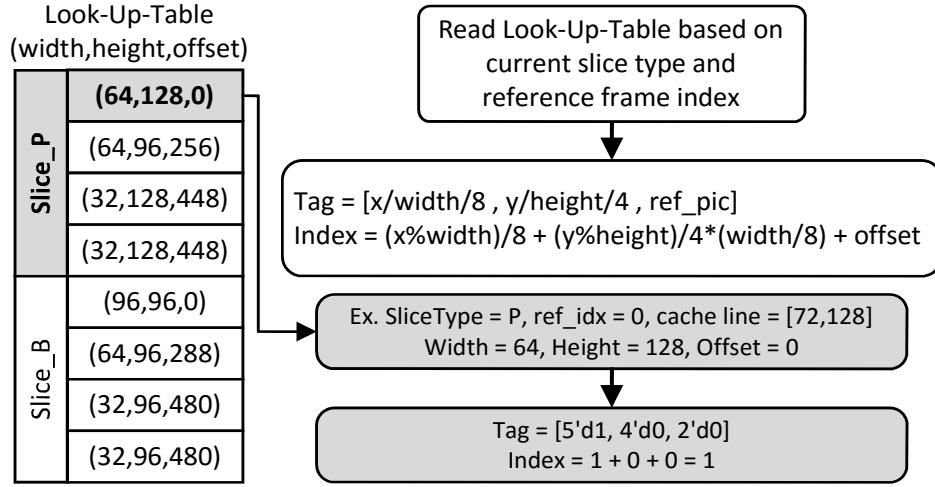 Look-Up-Table
(width,height,offset)
Slice_P
(64,128,0)
(64,96,256)
(32,128,448)
(32,128,448)
Slice_B
(96,96,0)
(64,96,288)
(32,96,480)
(32,96,480)
Read Look-Up-Table based on
current slice type and
reference frame index
Tag = [x/width/8 , y/height/4 , ref_pic]
Index = (x%width)/8 + (y%height)/4*(width/8) + offset
Ex. SliceType = P, ref_idx = 0, cache line = [72,128]
Width = 64, Height = 128, Offset = 0
Tag = [5'd1, 4'd0, 2'd0]
Index = 1 + 0 + 0 = 1